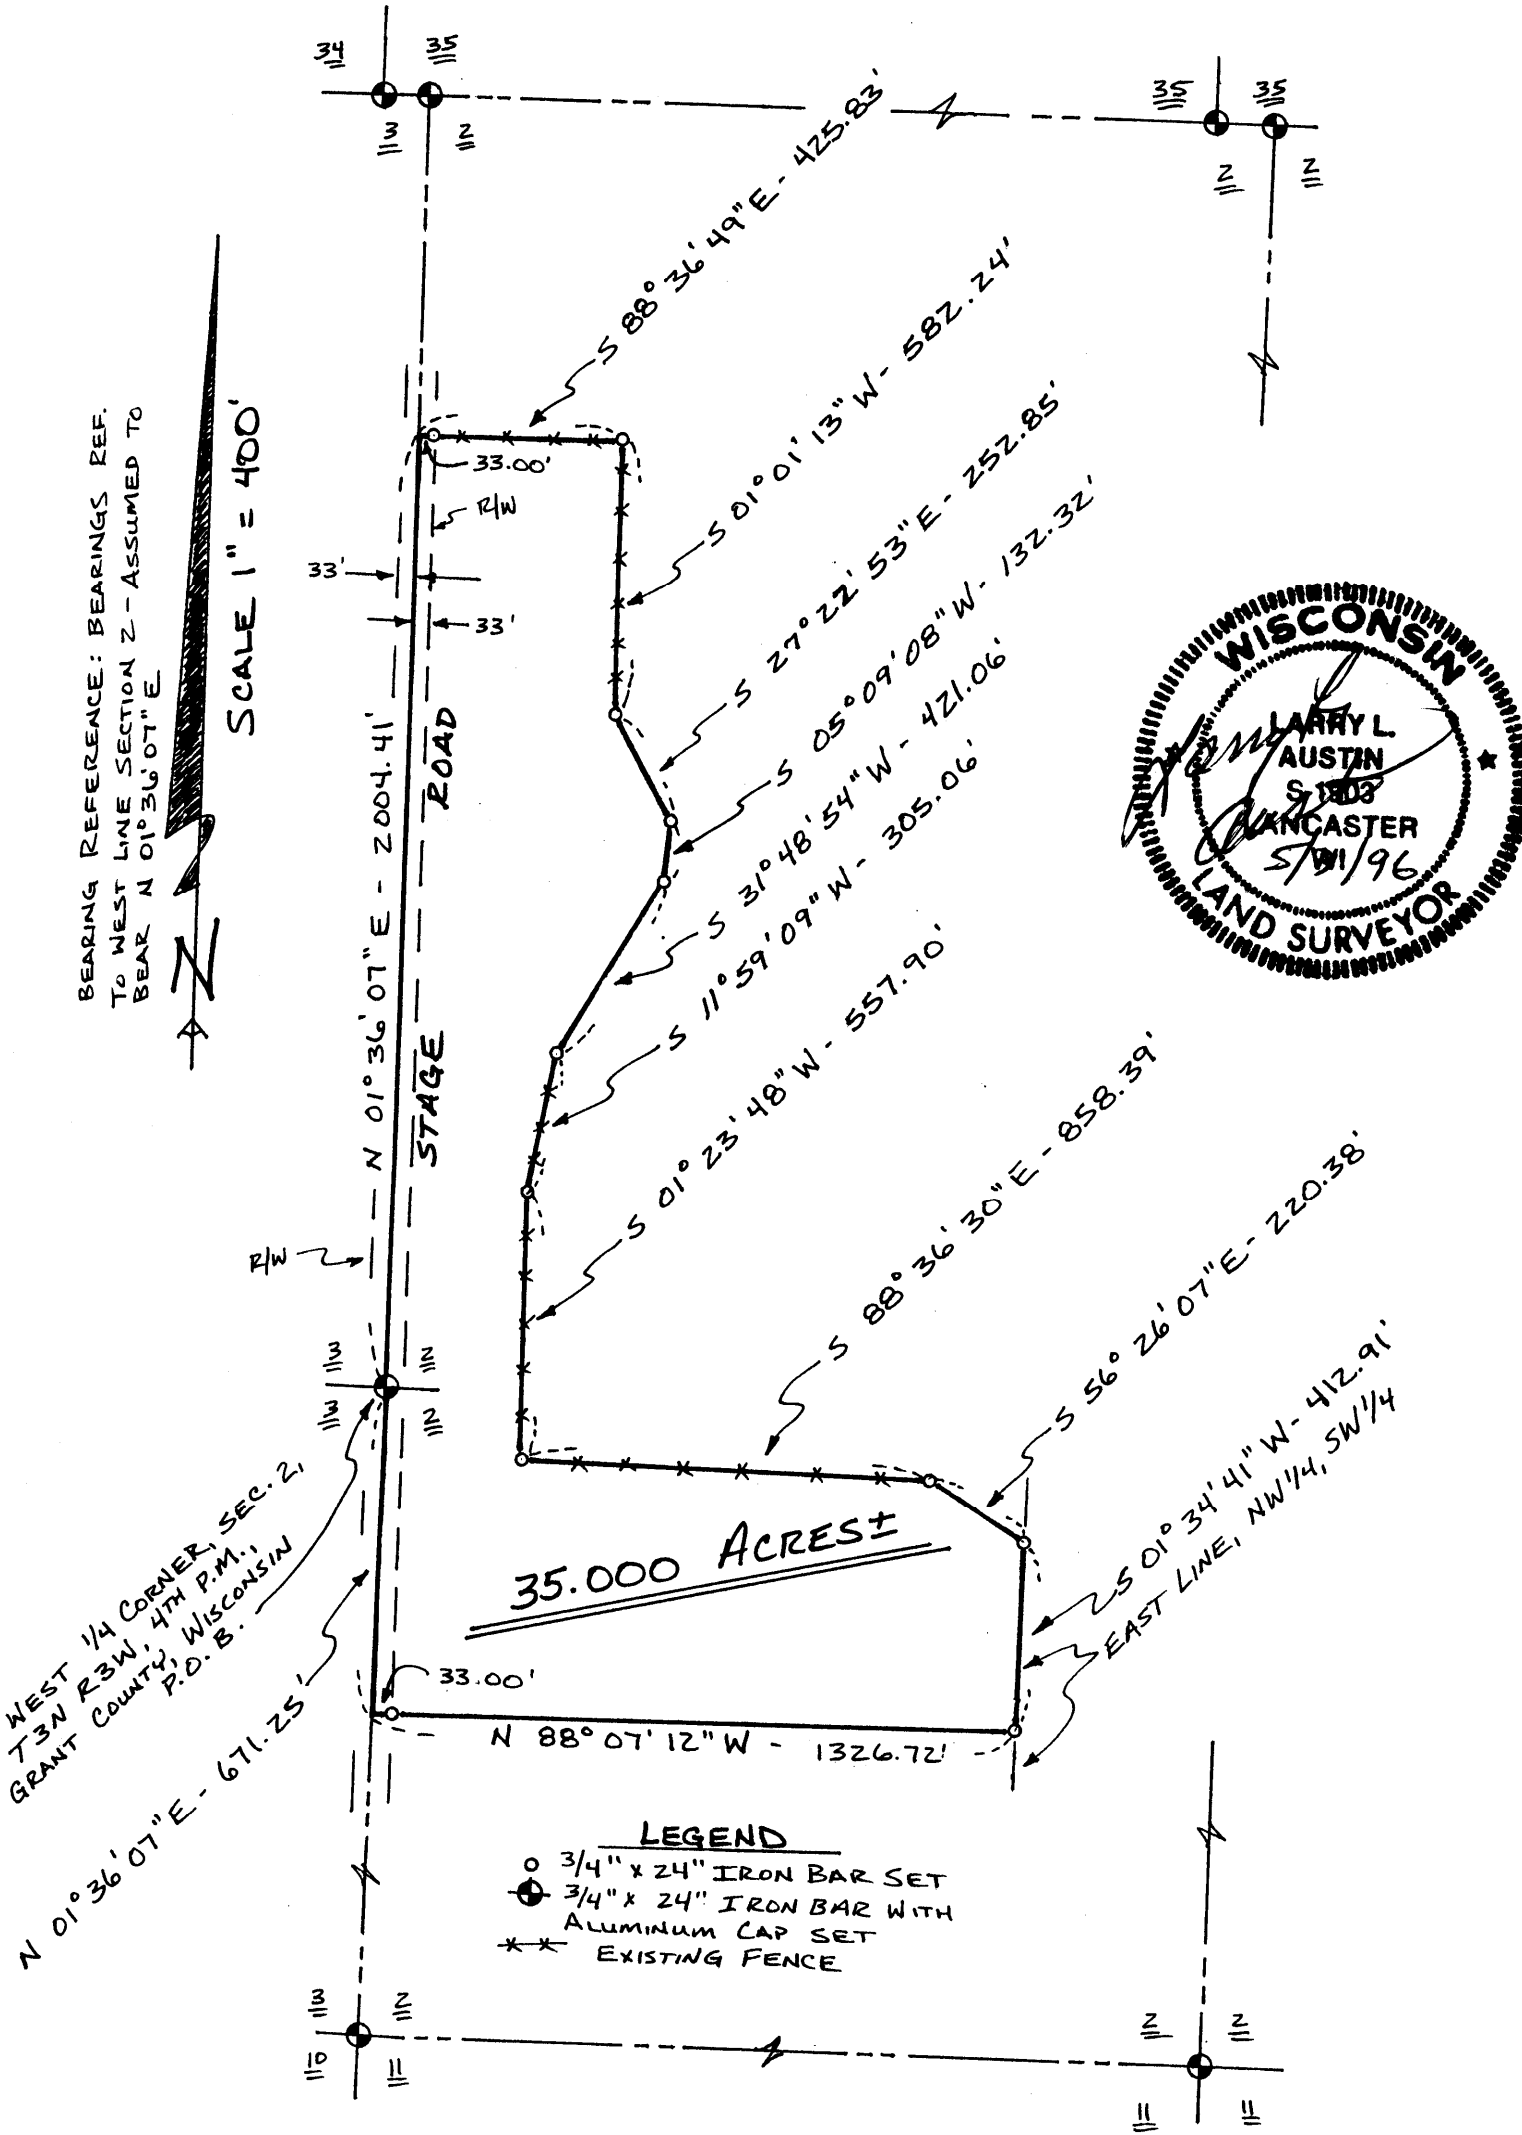 34
35
3
2
35
35
2
2
S 88° 36' 49" E - 425.83'
S 01° 01' 13" W - 582.24'
S 27° 22' 53" E - 252.85'
S 05° 09' 08" W - 132.32'
S 31° 48' 54" W - 421.06'
S 11° 59' 09" W - 305.06'
S 01° 23' 48" W - 557.90'
S 88° 36' 30" E - 858.39'
S 56° 26' 07" E - 220.38'
S 01° 34' 41" W - 412.91'
EAST LINE, NW 1/4, SW 1/4
BEARING REFERENCE: BEARINGS REF.
TO WEST LINE SECTION 2 - ASSUMED TO
BEAR N 01° 36' 07" E
SCALE 1" = 400'
N
33.00'
R/W
33'
33'
N 01° 36' 07" E - 2004.41'
STAGE ROAD
R/W
3
2
3
2
WISCONSIN
LARRY L.
AUSTIN
LANCASTER
WI
LAND SURVEYOR
WEST 1/4 CORNER, SEC. 2,
T3N R3W, 4TH P.M.,
GRANT COUNTY, WISCONSIN
P.O.B.
N 01° 36' 07" E - 671.25'
35.000 ACRES±
33.00'
N 88° 07' 12" W - 1326.72'
LEGEND
3/4" x 24" IRON BAR SET
3/4" x 24" IRON BAR WITH
ALUMINUM CAP SET
EXISTING FENCE
3
2
10
11
2
2
11
11